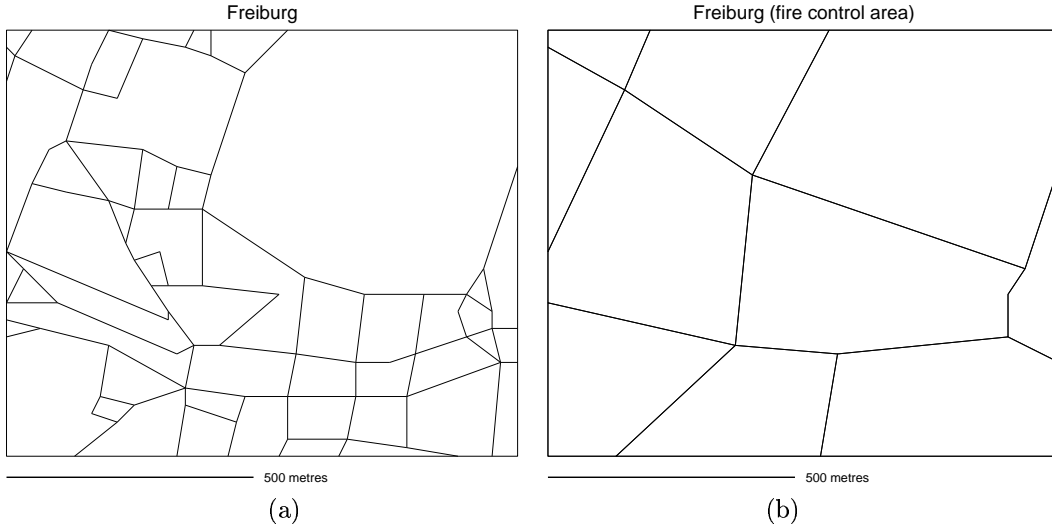 Freiburg
Freiburg (fire control area)
500 metres
500 metres
(a)
(b)